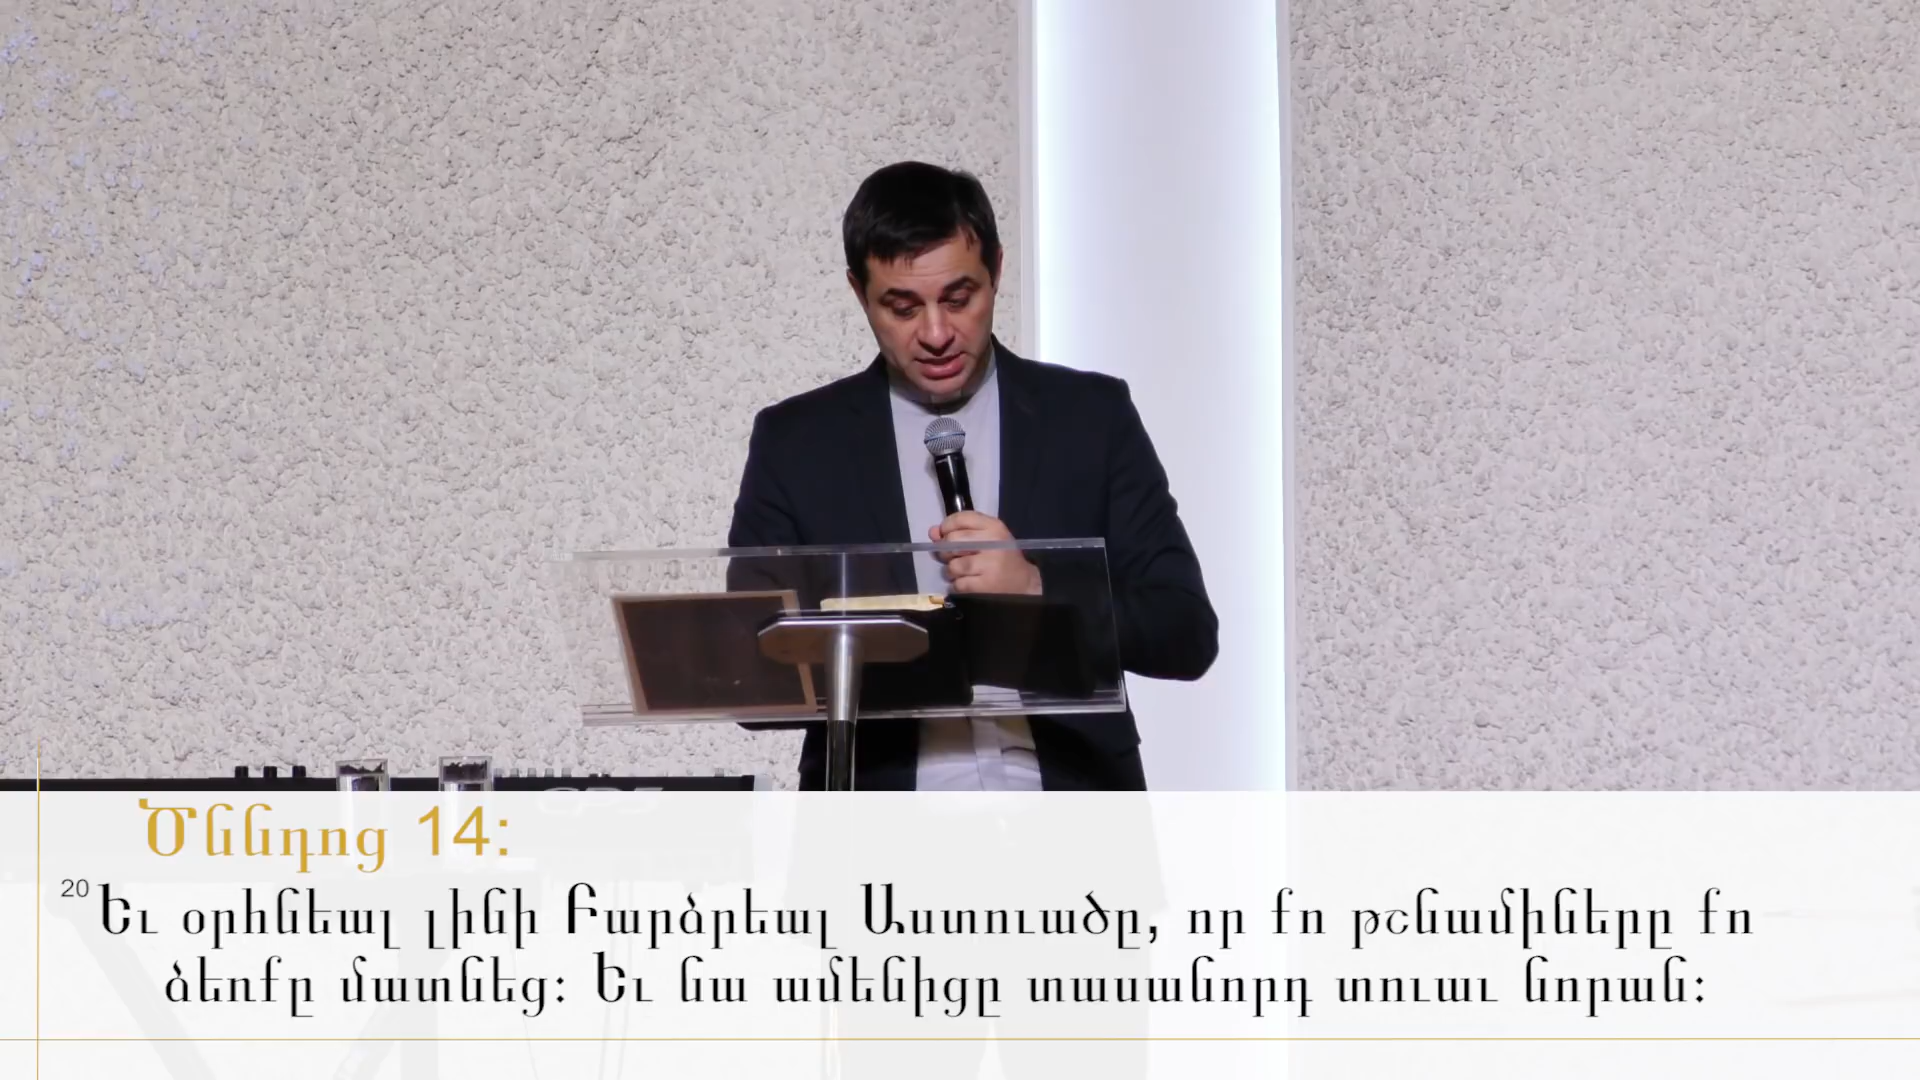 Ծննդոց 14:
20 Եւ օրհնեալ լինի Բարձրեալ Աստուածը, որ քո թշնամիները քո
ձեռքը մատնեց: Եւ նա ամենիցը տասանորդ տուաւ նորան: